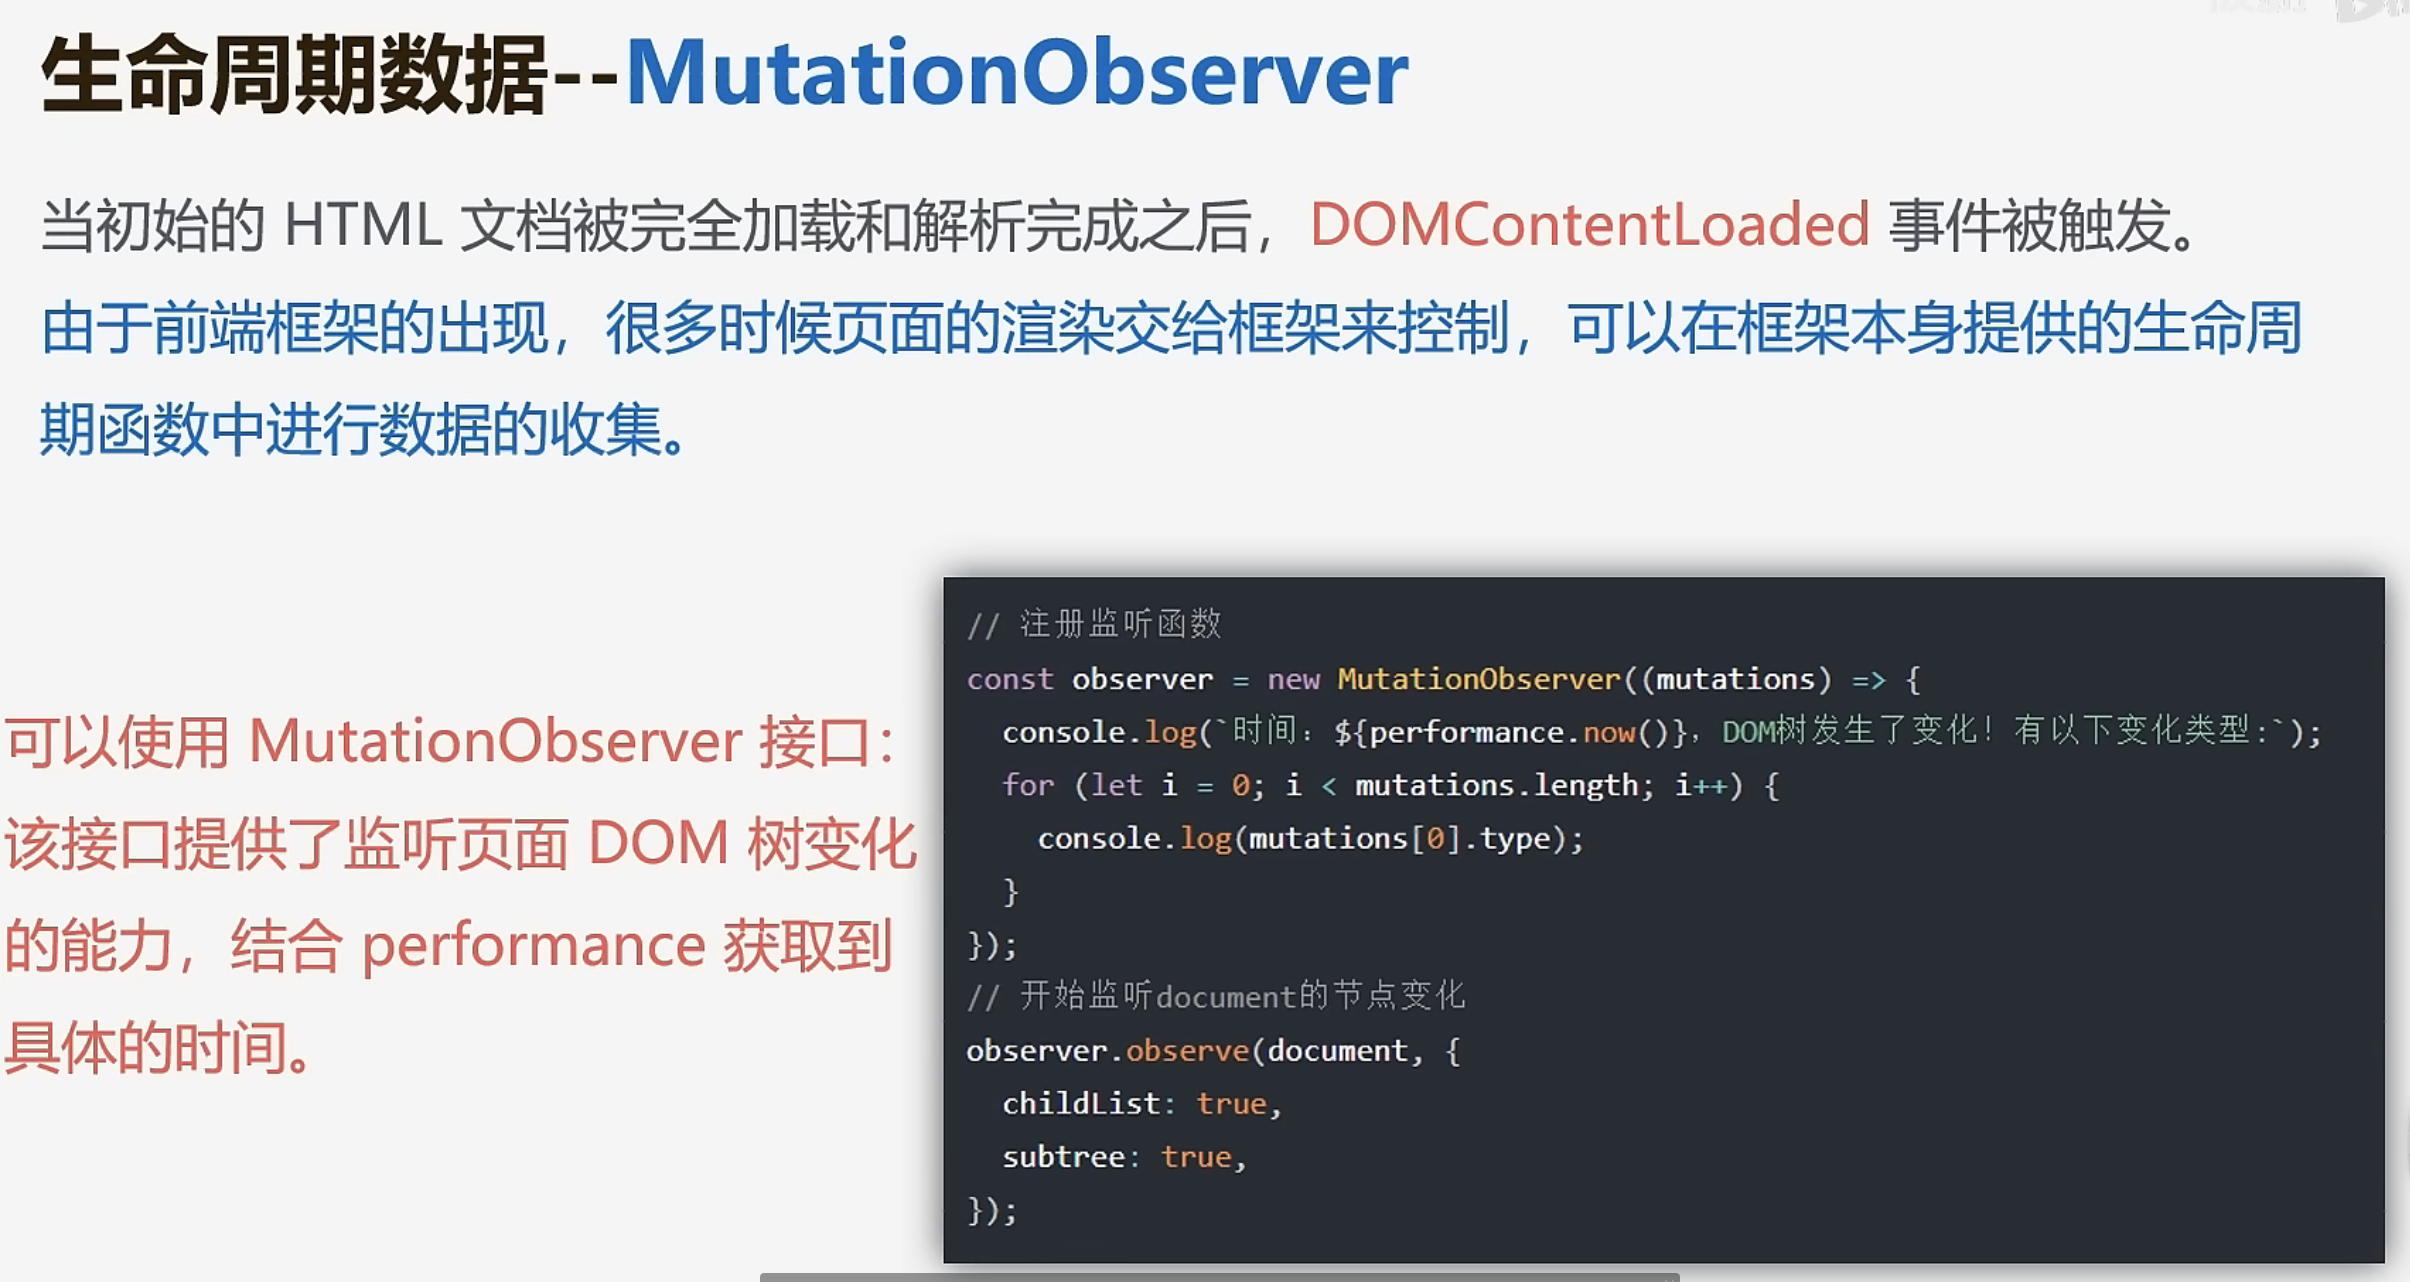 生命周期数据--MutationObserver
当初始的 HTML 文档被完全加载和解析完成之后，DOMContentLoaded 事件被触发。
由于前端框架的出现，很多时候页面的渲染交给框架来控制，可以在框架本身提供的生命周
期函数中进行数据的收集。
可以使用 MutationObserver 接口：
该接口提供了监听页面 DOM 树变化
的能力，结合 performance 获取到
具体的时间。
// 注册监听函数
const observer = new MutationObserver((mutations) => {
  console.log(`时间：${performance.now()}，DOM树发生了变化！有以下变化类型:`);
  for (let i = 0; i < mutations.length; i++) {
    console.log(mutations[0].type);
  }
});
// 开始监听document的节点变化
observer.observe(document, {
  childList: true,
  subtree: true,
});